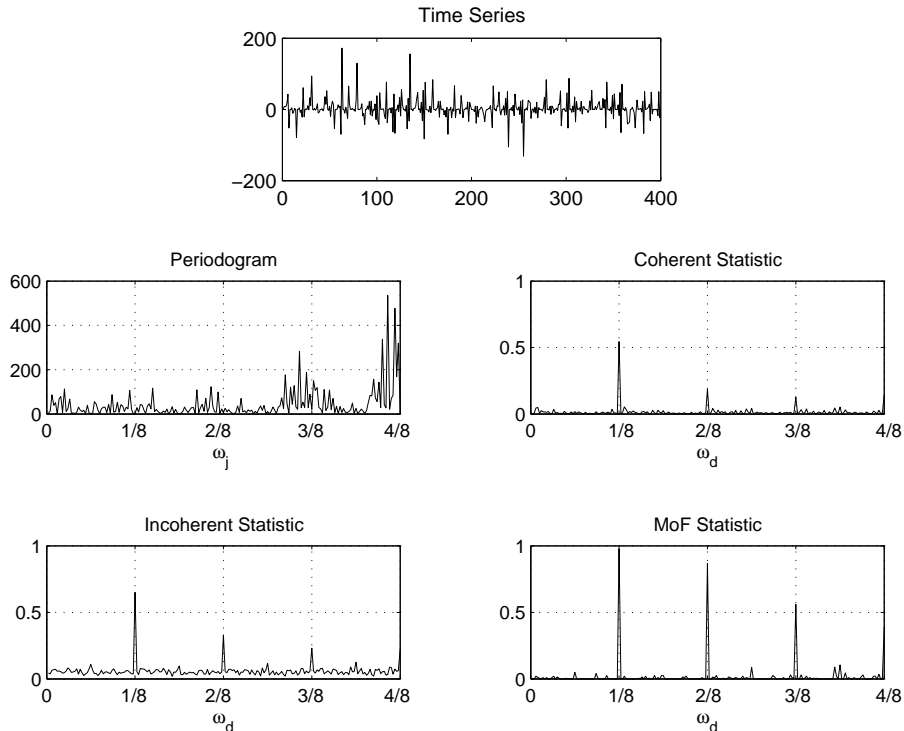 Time Series
200
0
−200
0 100 200 300 400
Periodogram
600
400
200
0
0 1/8 2/8 3/8 4/8
ω_j
Coherent Statistic
1
0.5
0
0 1/8 2/8 3/8 4/8
ω_d
Incoherent Statistic
1
0.5
0
0 1/8 2/8 3/8 4/8
ω_d
MoF Statistic
1
0.5
0
0 1/8 2/8 3/8 4/8
ω_d